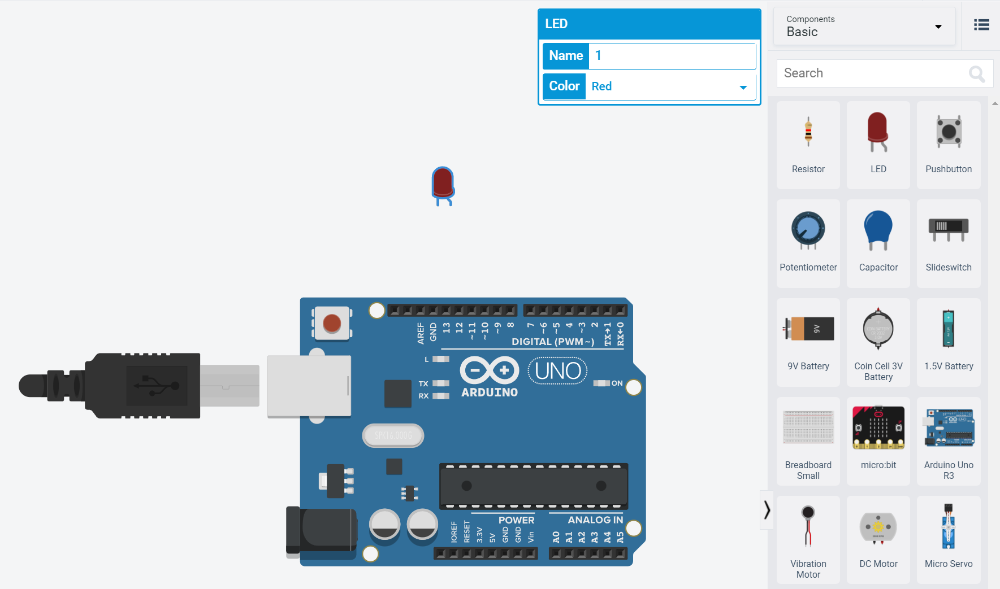 LED
Name 1
Color Red
Components
Basic
Search
Resistor
LED
Pushbutton
Potentiometer
Capacitor
Slideswitch
9V
9V Battery
Coin Cell 3V
Battery
1.5V Battery
Breadboard
Small
micro:bit
Arduino Uno
R3
Vibration
Motor
DC Motor
Micro Servo
AREF
GND
13
12
~11
~10
~9
8
7
~6
~5
4
~3
2
TX→1
RX←0
DIGITAL (PWM~)
L
TX
RX
UNO
ARDUINO
ON
SPK16.000G
POWER
ANALOG IN
IOREF
RESET
3.3V
5V
GND
GND
Vin
A0
A1
A2
A3
A4
A5